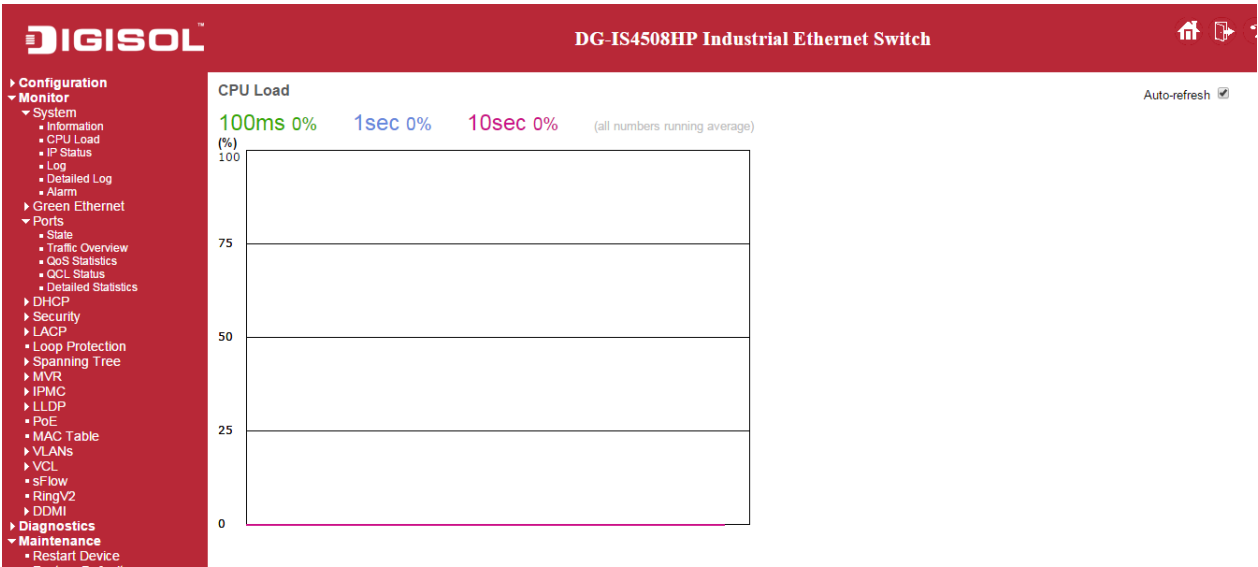 DIGISOL™
DG-IS4508HP Industrial Ethernet Switch
Configuration
Monitor
System
Information
CPU Load
IP Status
Log
Detailed Log
Alarm
Green Ethernet
Ports
State
Traffic Overview
QoS Statistics
QCL Status
Detailed Statistics
DHCP
Security
LACP
Loop Protection
Spanning Tree
MVR
IPMC
LLDP
PoE
MAC Table
VLANs
VCL
sFlow
RingV2
DDMI
Diagnostics
Maintenance
Restart Device
CPU Load
Auto-refresh
100ms 0% 1sec 0% 10sec 0% (all numbers running average)
(%)
100
75
50
25
0